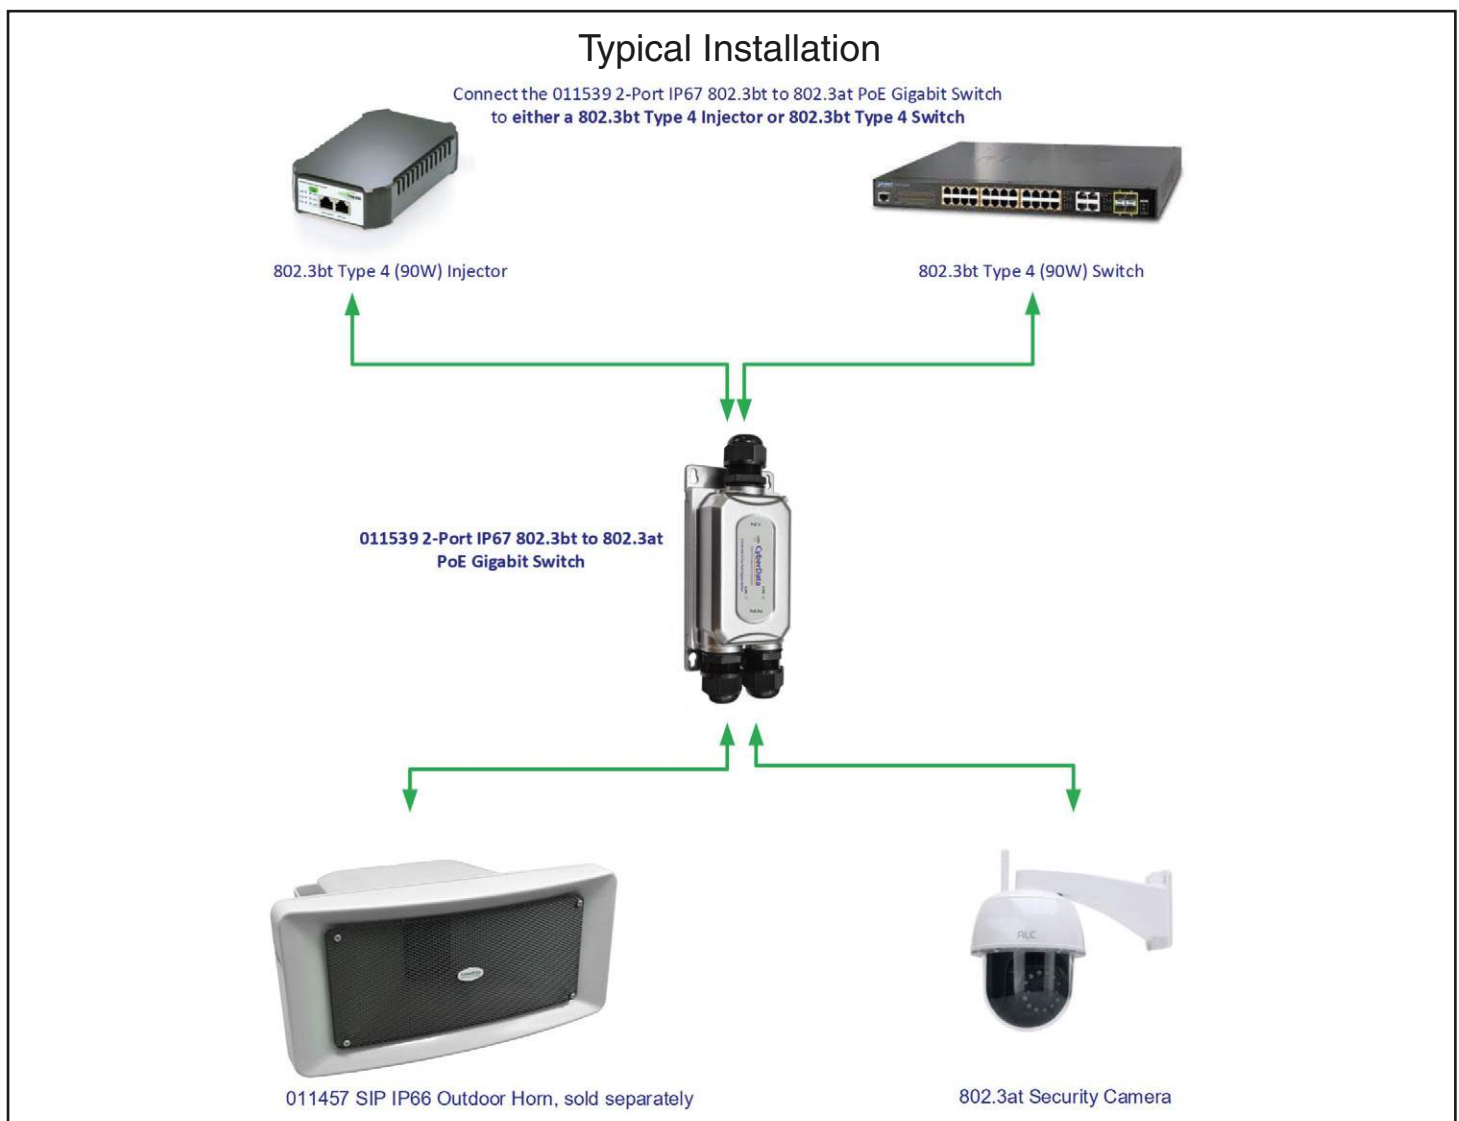 Typical Installation
Connect the 011539 2-Port IP67 802.3bt to 802.3at PoE Gigabit Switch
to either a 802.3bt Type 4 Injector or 802.3bt Type 4 Switch
802.3bt Type 4 (90W) Injector
802.3bt Type 4 (90W) Switch
011539 2-Port IP67 802.3bt to 802.3at
PoE Gigabit Switch
CyberData
ALC
011457 SIP IP66 Outdoor Horn, sold separately
802.3at Security Camera